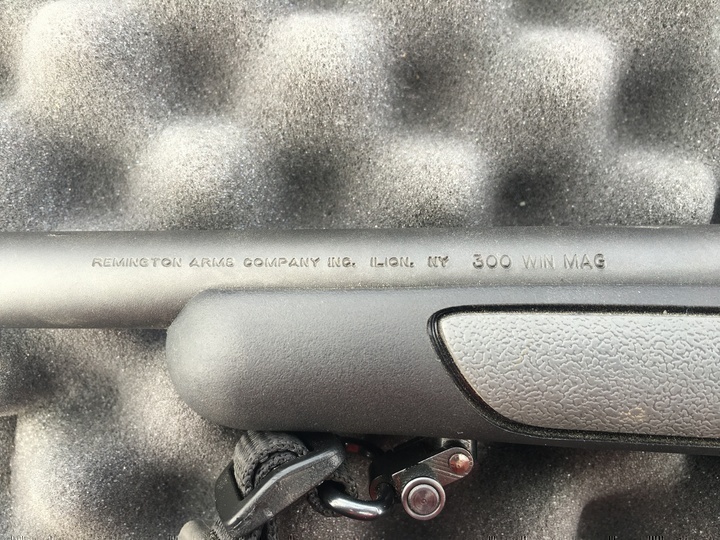 REMINGTON ARMS COMPANY INC. ILION, NY 300 WIN MAG